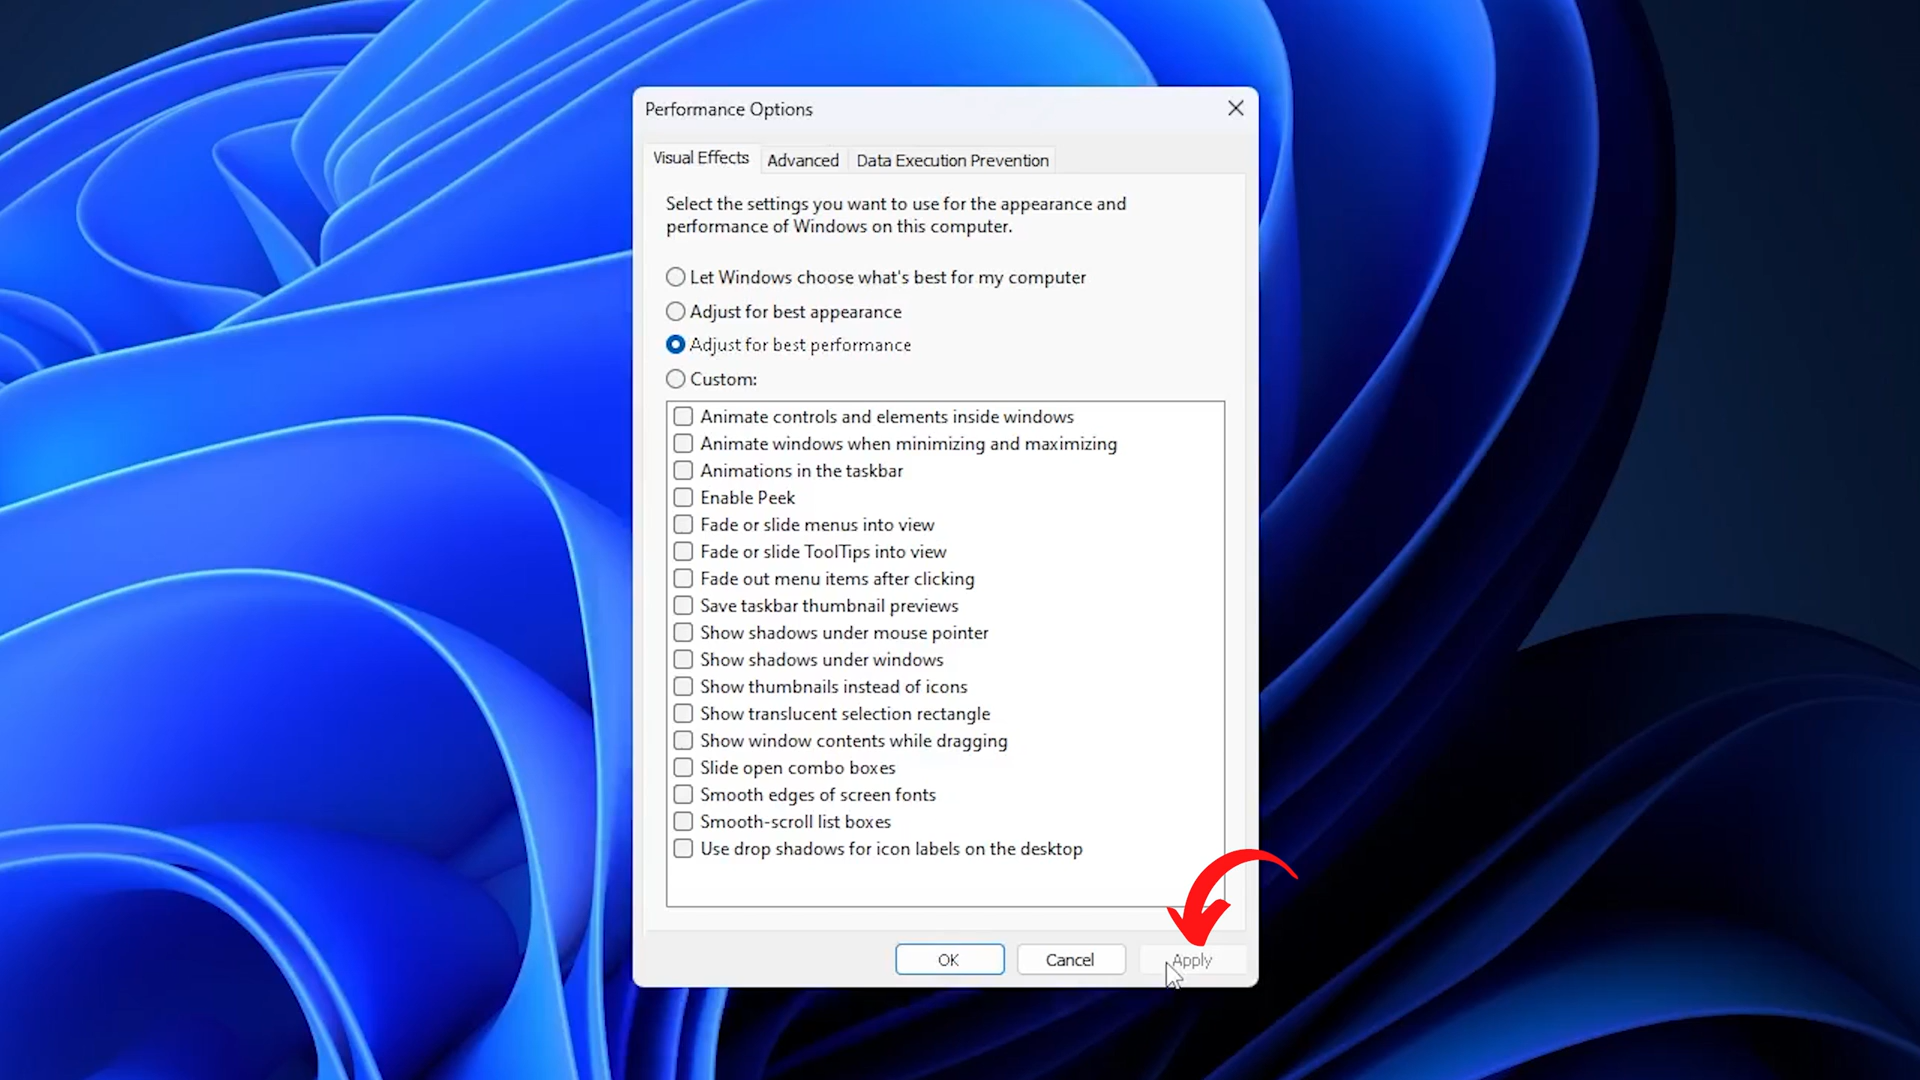 Performance Options
Visual Effects
Advanced
Data Execution Prevention
Select the settings you want to use for the appearance and
performance of Windows on this computer.
Let Windows choose what's best for my computer
Adjust for best appearance
Adjust for best performance
Custom:
Animate controls and elements inside windows
Animate windows when minimizing and maximizing
Animations in the taskbar
Enable Peek
Fade or slide menus into view
Fade or slide ToolTips into view
Fade out menu items after clicking
Save taskbar thumbnail previews
Show shadows under mouse pointer
Show shadows under windows
Show thumbnails instead of icons
Show translucent selection rectangle
Show window contents while dragging
Slide open combo boxes
Smooth edges of screen fonts
Smooth-scroll list boxes
Use drop shadows for icon labels on the desktop
OK
Cancel
Apply